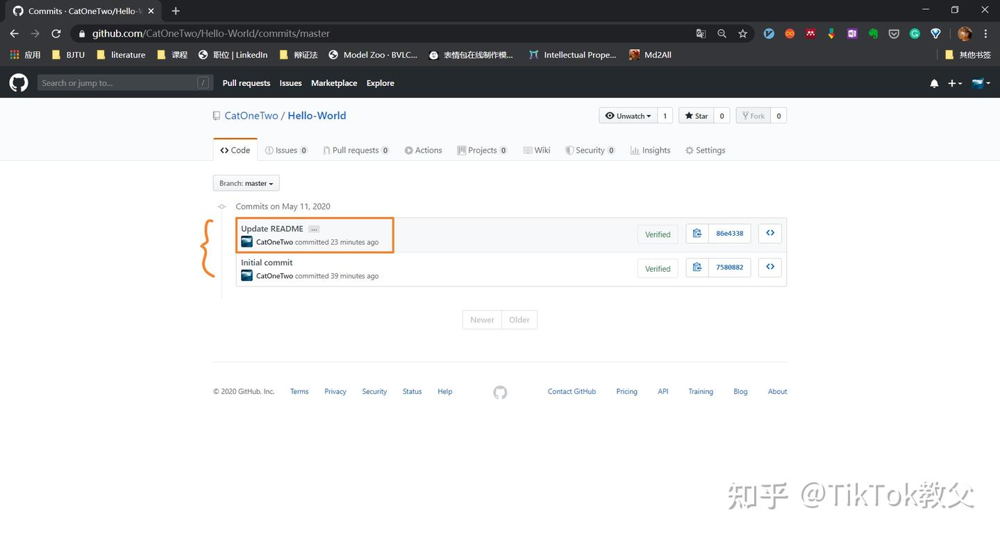 Commits · CatOneTwo/Hello-W
github.com/CatOneTwo/Hello-World/commits/master
应用 BJTU literature 课程 职位 | LinkedIn 辩证法 Model Zoo · BVLC... 表情包在线制作模... Intellectual Prope... Md2All 其他书签
Search or jump to... / Pull requests Issues Marketplace Explore
CatOneTwo / Hello-World Unwatch 1 Star 0 Fork 0
Code Issues 0 Pull requests 0 Actions Projects 0 Wiki Security 0 Insights Settings
Branch: master
Commits on May 11, 2020
Update README ...
CatOneTwo committed 23 minutes ago Verified 86e4338
Initial commit
CatOneTwo committed 39 minutes ago Verified 7580882
Newer Older
© 2020 GitHub, Inc. Terms Privacy Security Status Help Contact GitHub Pricing API Training Blog About
知乎 @TikTok教父